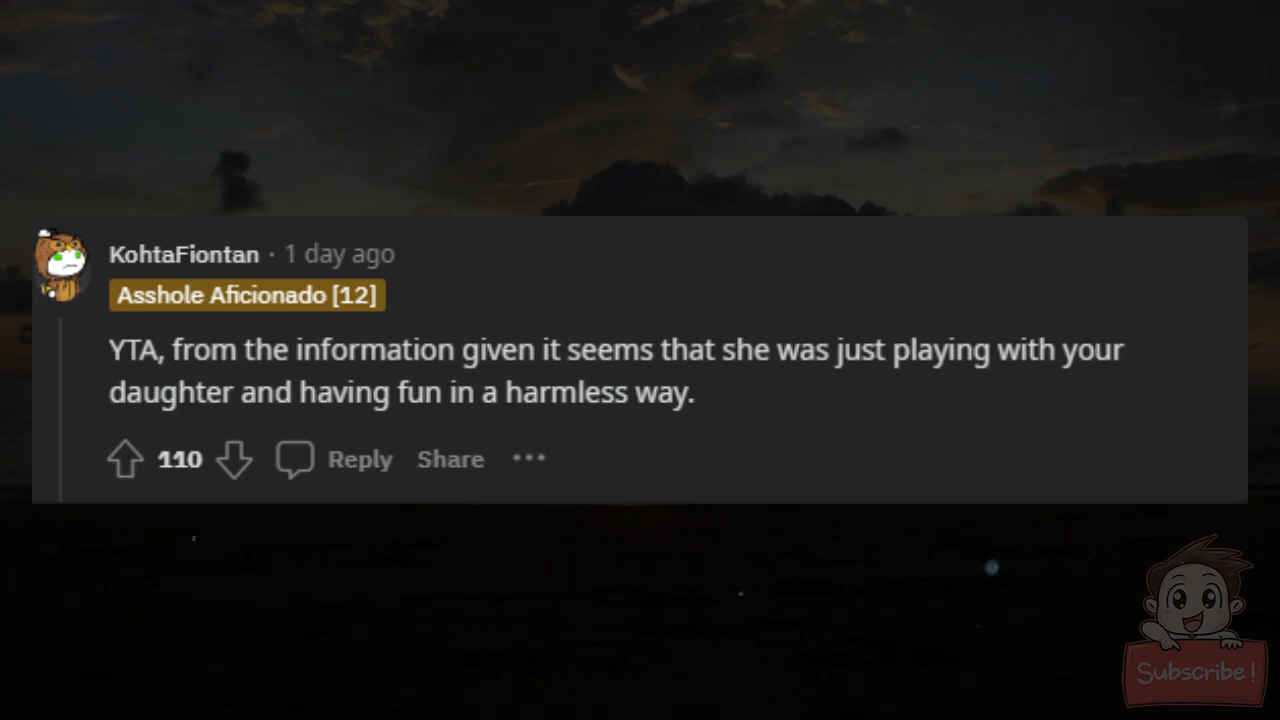 KohtaFiontan · 1 day ago
Asshole Aficionado [12]
YTA, from the information given it seems that she was just playing with your
daughter and having fun in a harmless way.
110 Reply Share ···
Subscribe!